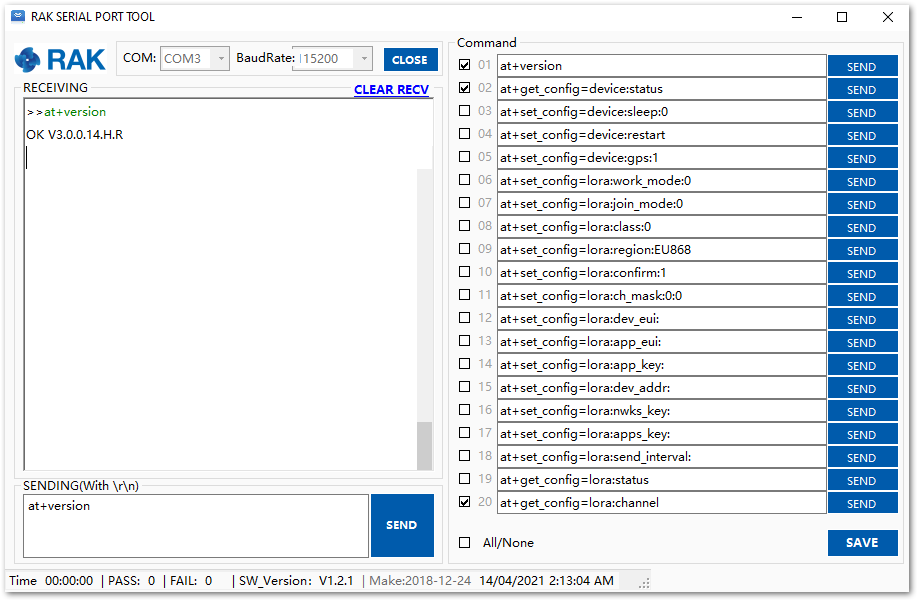 RAK SERIAL PORT TOOL
RAK
COM: COM3 BaudRate: 115200 CLOSE
RECEIVING CLEAR RECV
>>at+version
OK V3.0.0.14.H.R
SENDING(With \r\n)
at+version
SEND
Command
01 at+version SEND
02 at+get_config=device:status SEND
03 at+set_config=device:sleep:0 SEND
04 at+set_config=device:restart SEND
05 at+set_config=device:gps:1 SEND
06 at+set_config=lora:work_mode:0 SEND
07 at+set_config=lora:join_mode:0 SEND
08 at+set_config=lora:class:0 SEND
09 at+set_config=lora:region:EU868 SEND
10 at+set_config=lora:confirm:1 SEND
11 at+set_config=lora:ch_mask:0:0 SEND
12 at+set_config=lora:dev_eui: SEND
13 at+set_config=lora:app_eui: SEND
14 at+set_config=lora:app_key: SEND
15 at+set_config=lora:dev_addr: SEND
16 at+set_config=lora:nwks_key: SEND
17 at+set_config=lora:apps_key: SEND
18 at+set_config=lora:send_interval: SEND
19 at+get_config=lora:status SEND
20 at+get_config=lora:channel SEND
All/None SAVE
Time 00:00:00 | PASS: 0 | FAIL: 0 | SW_Version: V1.2.1 | Make:2018-12-24 14/04/2021 2:13:04 AM